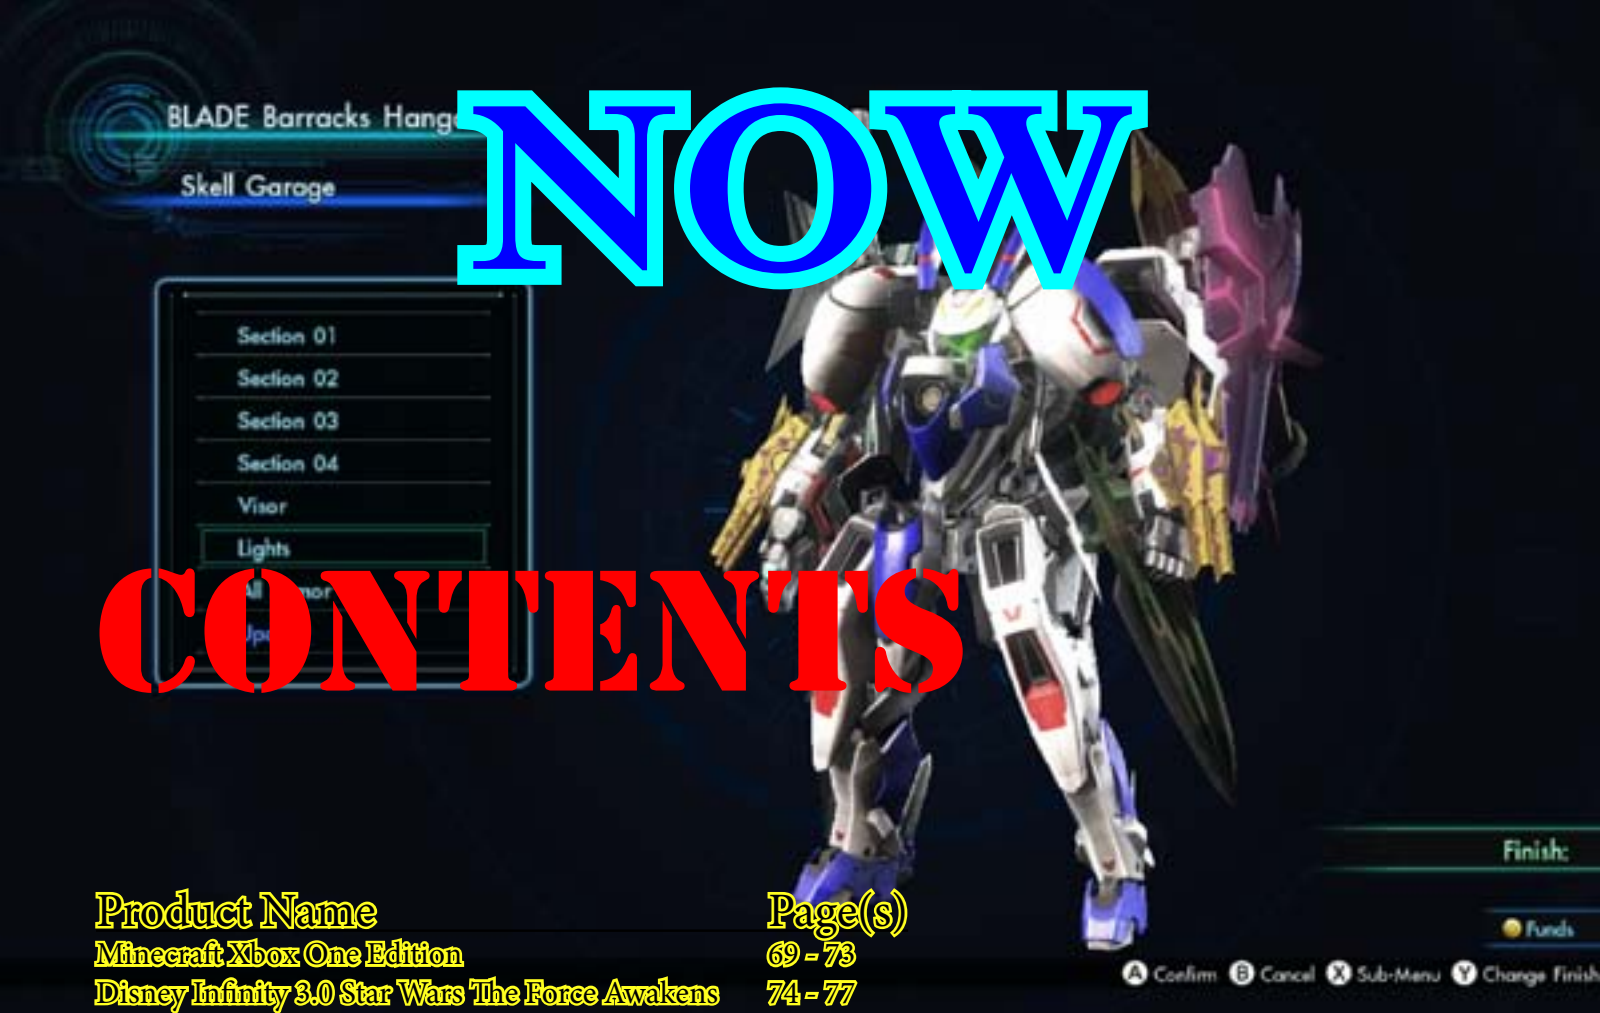 NOW
BLADE Barracks Hang
Skell Garage
Section 01
Section 02
Section 03
Section 04
Visor
Lights
All
CONTENTS
Finish:
Funds
Product Name Page(s)
Minecraft Xbox One Edition 69 - 73
Disney Infinity 3.0 Star Wars The Force Awakens 74 - 77
A Confirm B Cancel X Sub-Menu Y Change Finish